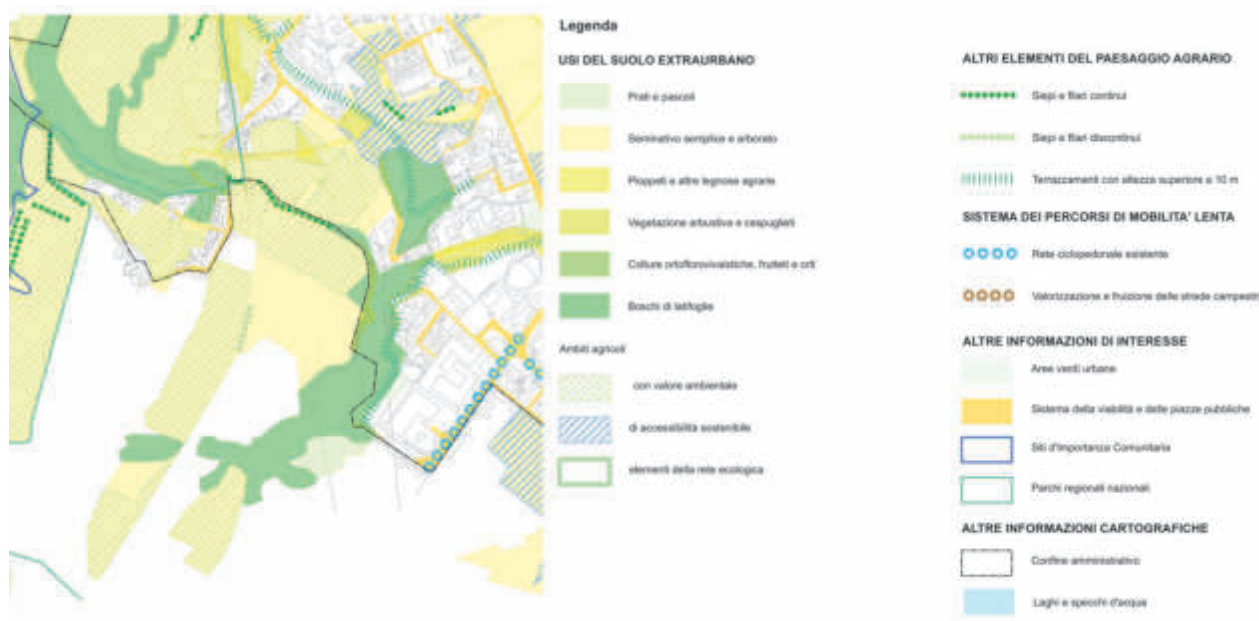 Legenda
USI DEL SUOLO EXTRAURBANO
Prati e pascoli
Seminativo semplice e arborato
Pioppeti e altre legnose agrarie
Vegetazione arbustiva e cespuglieti
Colture ortoflorovivaistiche, frutteti e orti
Boschi di latifoglie
Ambiti agricoli
con valore ambientale
di accessibilità sostenibile
elementi della rete ecologica
ALTRI ELEMENTI DEL PAESAGGIO AGRARIO
Siepi e filari continui
Siepi e filari discontinui
Terrazzamenti con altezza superiore a 10 m
SISTEMA DEI PERCORSI DI MOBILITA' LENTA
Rete ciclopedonale esistente
Valorizzazione e fruizione delle strade campestri
ALTRE INFORMAZIONI DI INTERESSE
Aree verdi urbane
Sistema della viabilità e delle piazze pubbliche
Siti d'Importanza Comunitaria
Parchi regionali nazionali
ALTRE INFORMAZIONI CARTOGRAFICHE
Confine amministrativo
Laghi e specchi d'acqua